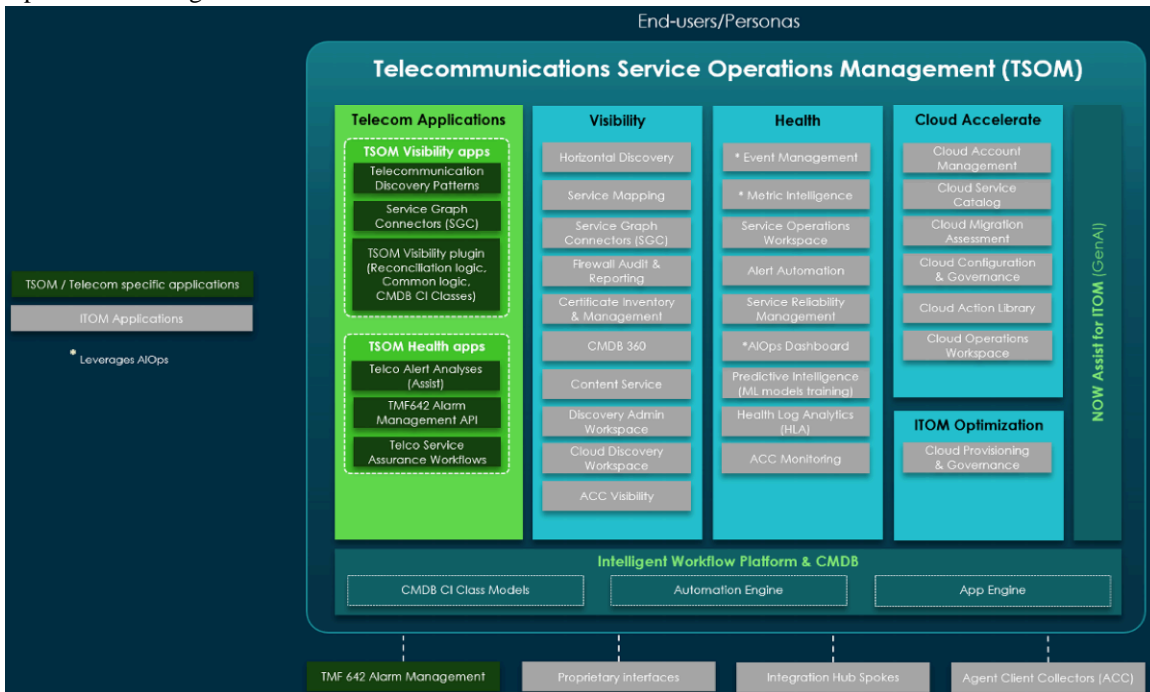 End-users/Personas
Telecommunications Service Operations Management (TSOM)
Telecom Applications
TSOM Visibility apps
Telecommunication
Discovery Patterns
Service Graph
Connectors (SGC)
TSOM Visibility plugin
(Reconciliation logic,
Common logic,
CMDB CI Classes)
TSOM Health apps
Telco Alert Analyses
(Assist)
TMF642 Alarm
Management API
Telco Service
Assurance Workflows
Visibility
Horizontal Discovery
Service Mapping
Service Graph
Connectors (SGC)
Firewall Audit &
Reporting
Certificate Inventory
& Management
CMDB 360
Content Service
Discovery Admin
Workspace
Cloud Discovery
Workspace
ACC Visibility
Health
* Event Management
* Metric Intelligence
Service Operations
Workspace
Alert Automation
Service Reliability
Management
*AIOps Dashboard
Predictive Intelligence
(ML models training)
Health Log Analytics
(HLA)
ACC Monitoring
Cloud Accelerate
Cloud Account
Management
Cloud Service
Catalog
Cloud Migration
Assessment
Cloud Configuration
& Governance
Cloud Action Library
Cloud Operations
Workspace
ITOM Optimization
Cloud Provisioning
& Governance
NOW Assist for ITOM (GenAI)
TSOM / Telecom specific applications
ITOM Applications
* Leverages AIOps
Intelligent Workflow Platform & CMDB
CMDB CI Class Models
Automation Engine
App Engine
TMF 642 Alarm Management
Proprietary interfaces
Integration Hub Spokes
Agent Client Collectors (ACC)